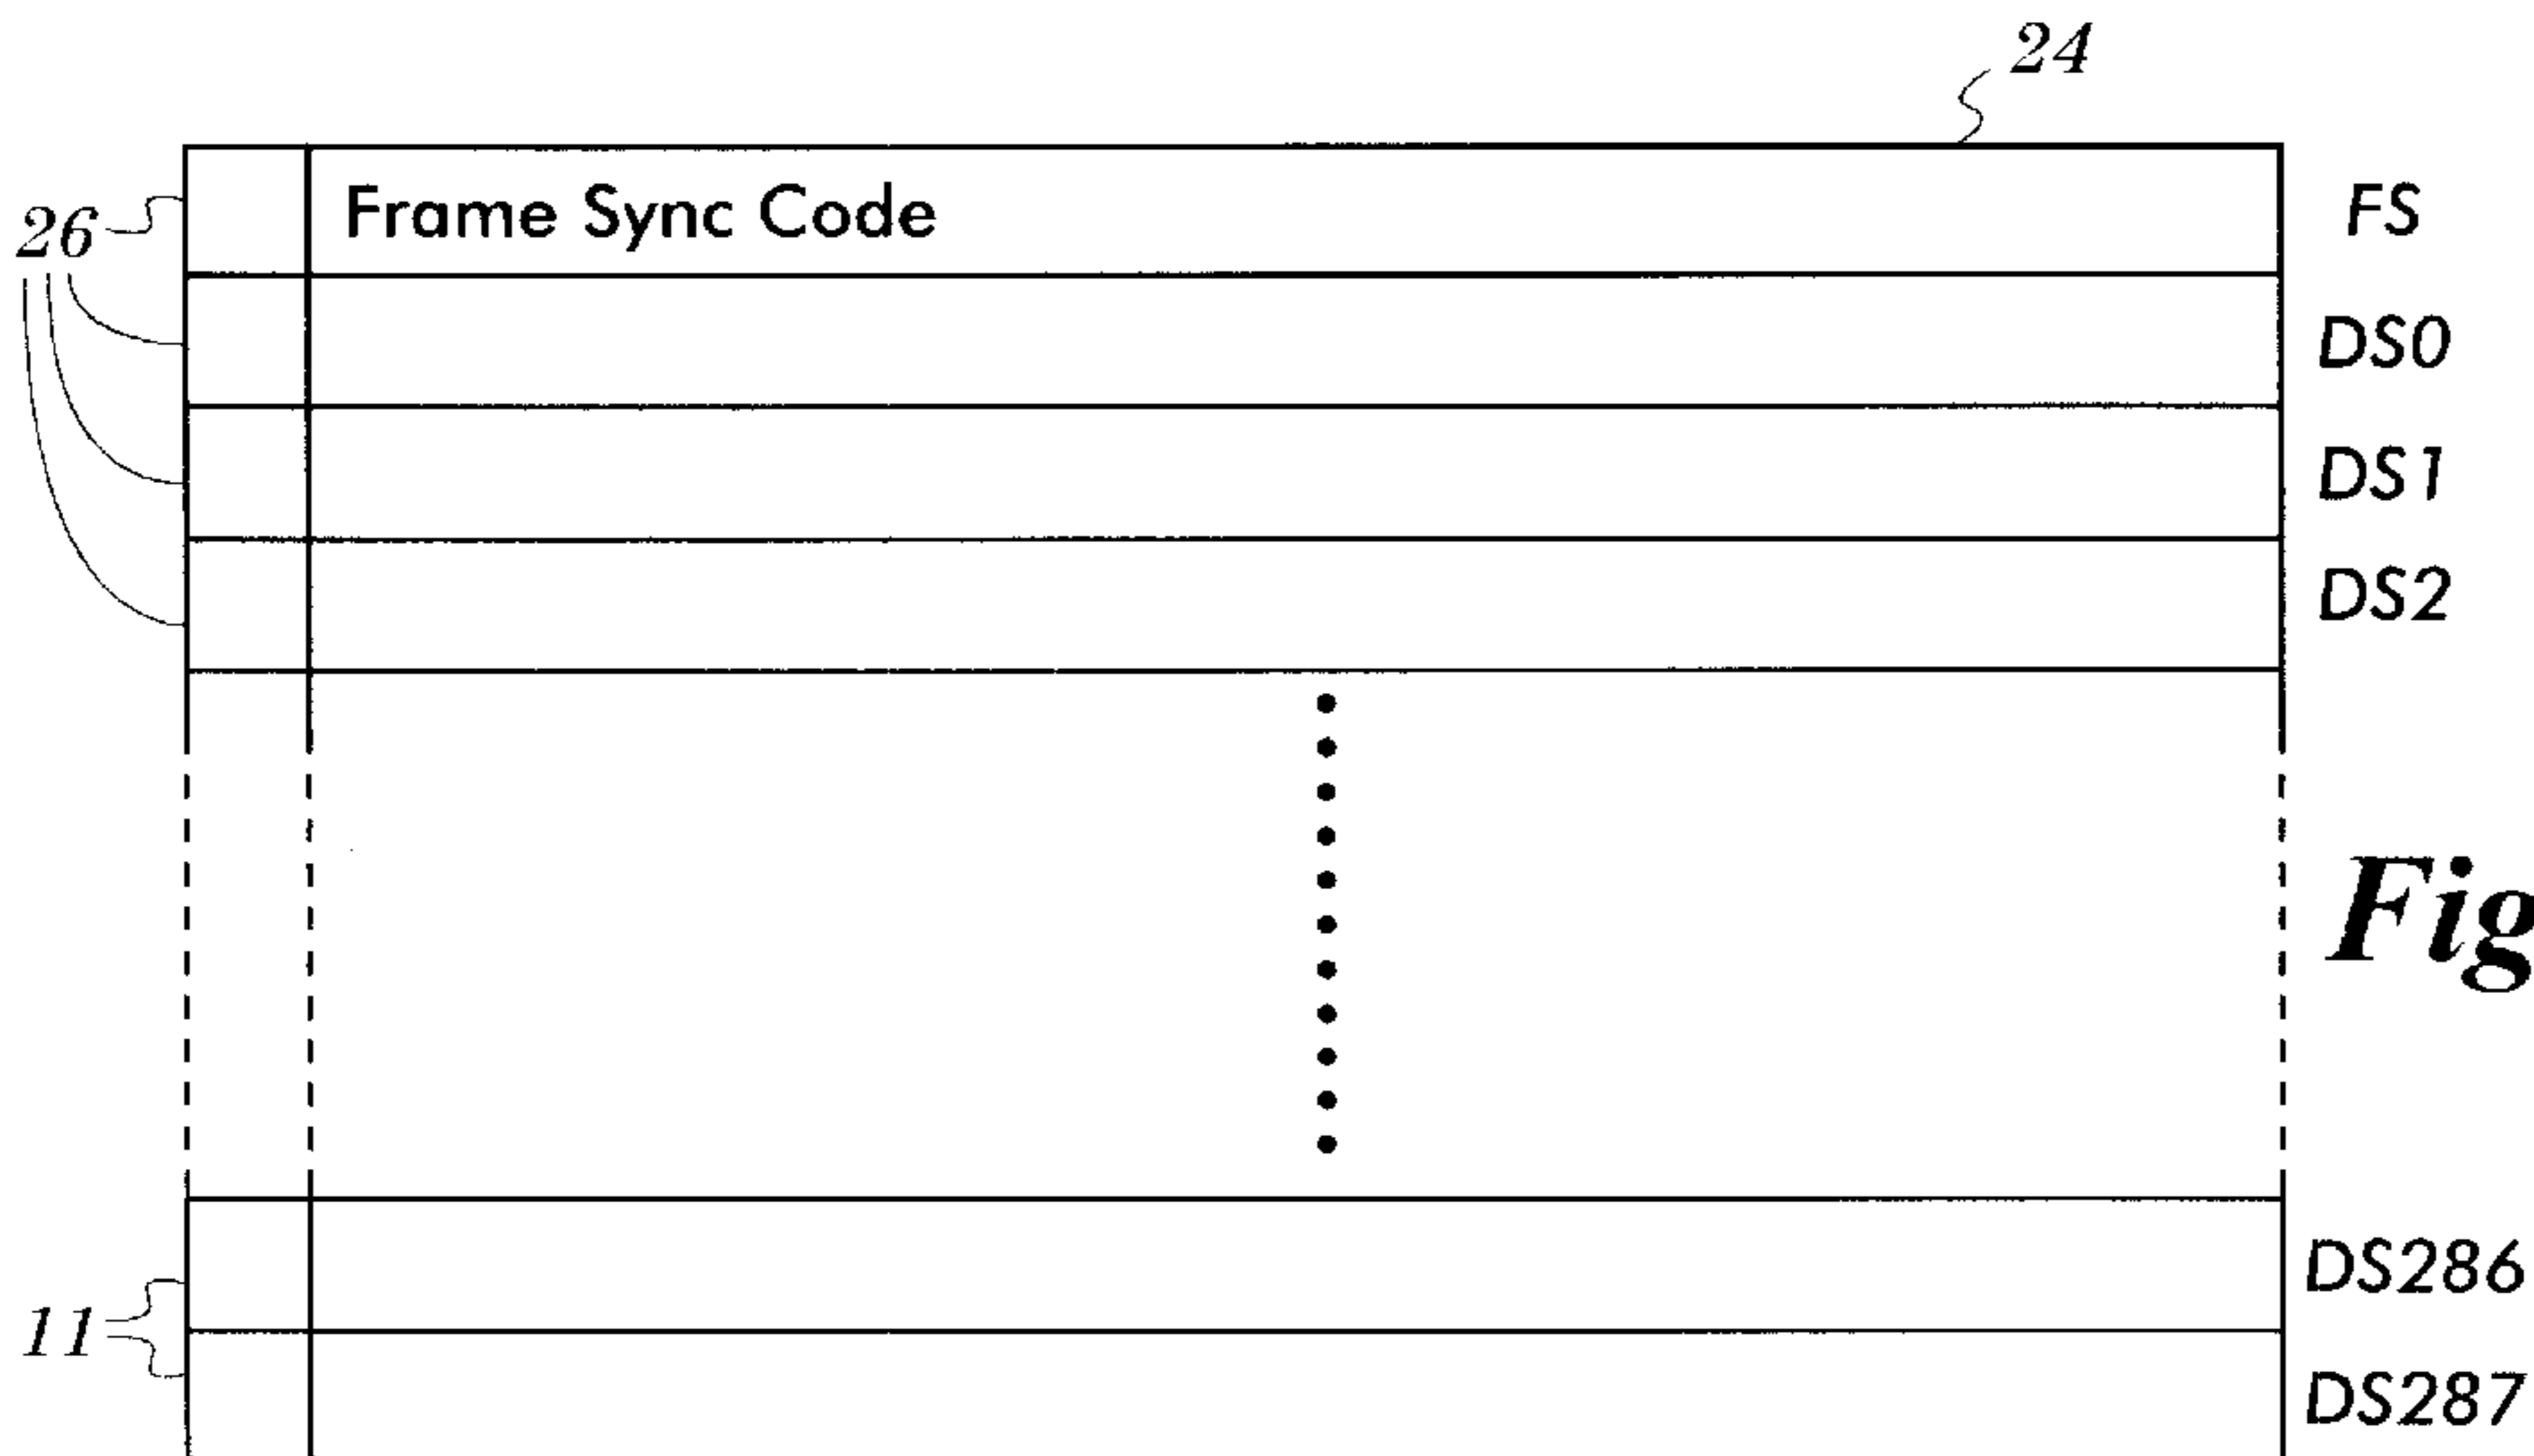 24
Frame Sync Code FS
26
DS0
DS1
DS2
Fig
DS286
11
DS287